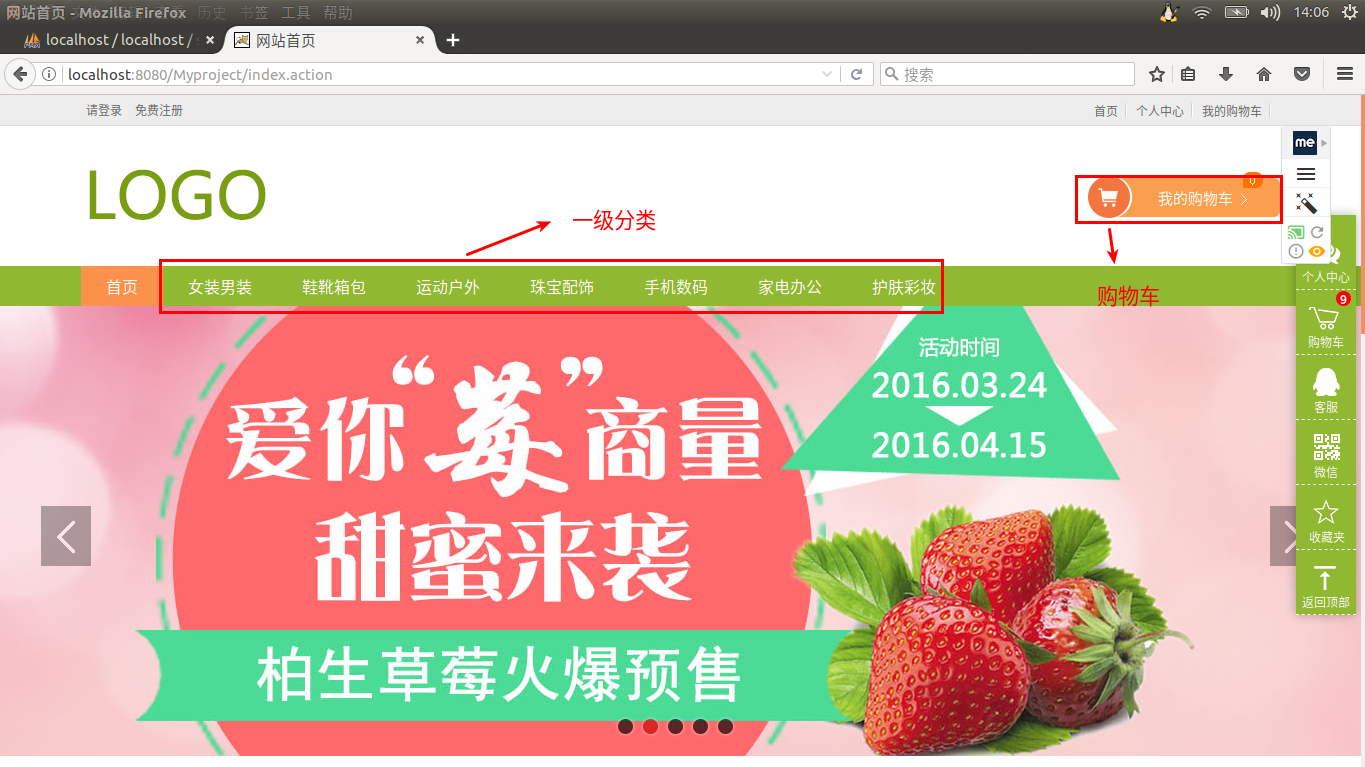 网站首页 - Mozilla Firefox 历史 书签 工具 帮助
14:06
localhost / localhost /
网站首页
localhost:8080/Myproject/index.action
搜索
请登录 免费注册
首页 个人中心 我的购物车
me
LOGO
0
我的购物车
一级分类
首页 女装男装 鞋靴箱包 运动户外 珠宝配饰 手机数码 家电办公 护肤彩妆
购物车
个人中心
9
购物车
客服
微信
收藏夹
返回顶部
活动时间
2016.03.24
2016.04.15
爱你“莓”商量
甜蜜来装
柏生草莓火爆预售